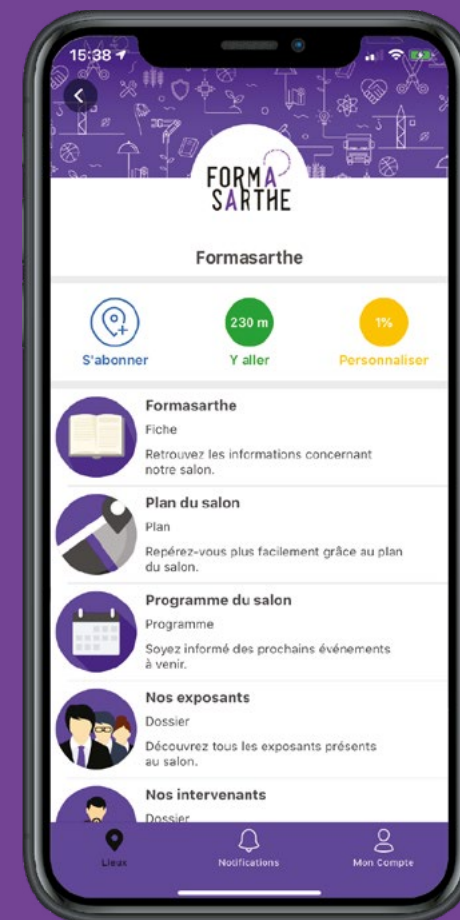 15:38
FORMA
SARTHE
Formasarthe
S'abonner
230 m
Y aller
1%
Personnaliser
Formasarthe
Fiche
Retrouvez les informations concernant
notre salon.
Plan du salon
Plan
Repérez-vous plus facilement grâce au plan
du salon.
Programme du salon
Programme
Soyez informé des prochains événements
à venir.
Nos exposants
Dossier
Découvrez tous les exposants présents
au salon.
Nos intervenants
Dossier
Lieux
Notifications
Mon Compte